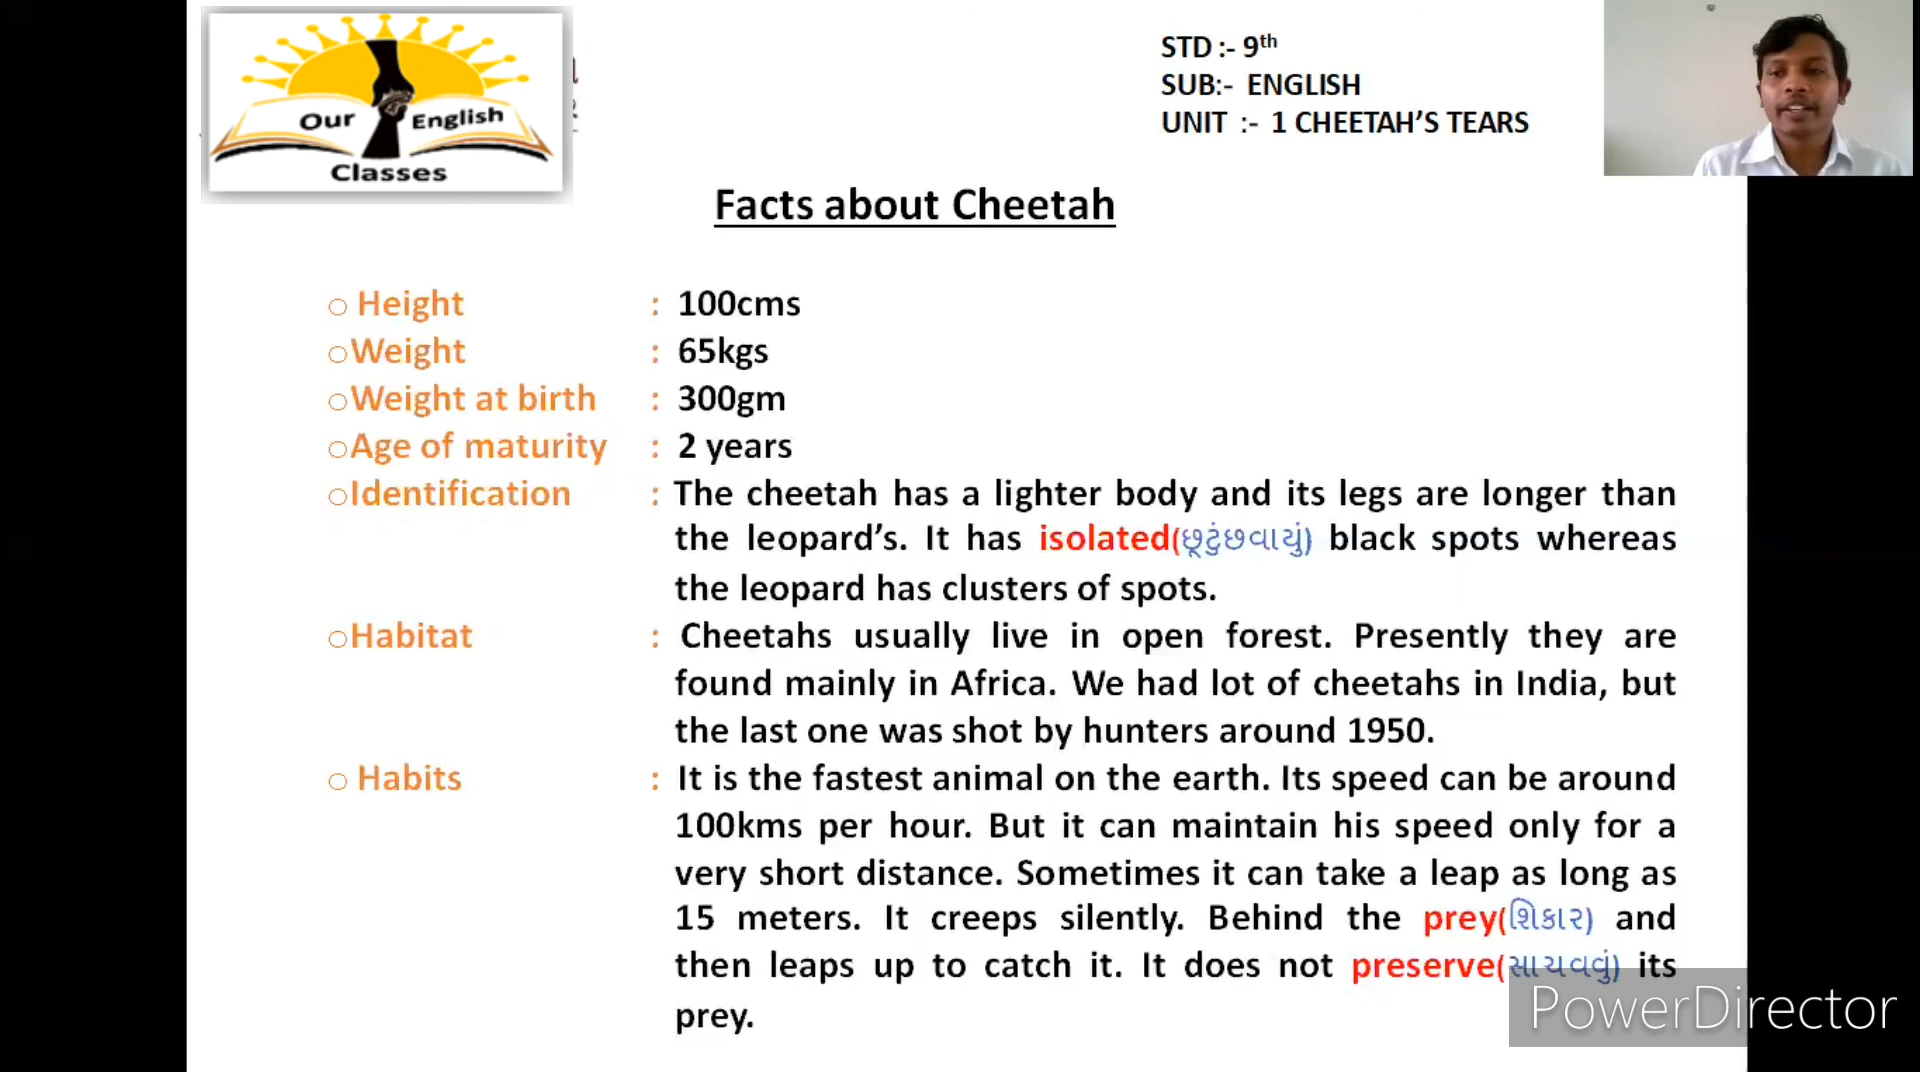 Our English
Classes
STD :- 9th
SUB:- ENGLISH
UNIT :- 1 CHEETAH’S TEARS
Facts about Cheetah
Height : 100cms
Weight : 65kgs
Weight at birth : 300gm
Age of maturity : 2 years
Identification : The cheetah has a lighter body and its legs are longer than
the leopard’s. It has isolated(છૂટુંછવાયું) black spots whereas
the leopard has clusters of spots.
Habitat : Cheetahs usually live in open forest. Presently they are
found mainly in Africa. We had lot of cheetahs in India, but
the last one was shot by hunters around 1950.
Habits : It is the fastest animal on the earth. Its speed can be around
100kms per hour. But it can maintain his speed only for a
very short distance. Sometimes it can take a leap as long as
15 meters. It creeps silently. Behind the prey(શિકાર) and
then leaps up to catch it. It does not preserve(સાચવવું) its
prey.
PowerDirector